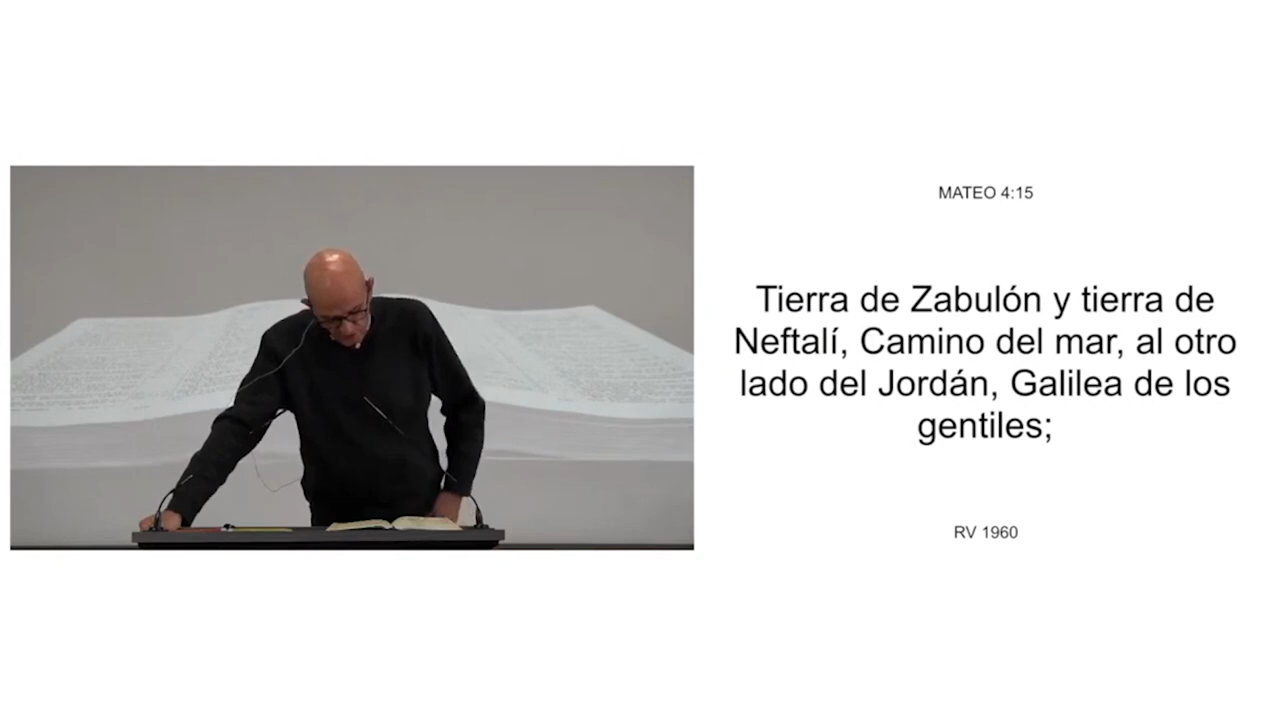 MATEO 4:15
Tierra de Zabulón y tierra de
Neftalí, Camino del mar, al otro
lado del Jordán, Galilea de los
gentiles;
RV 1960